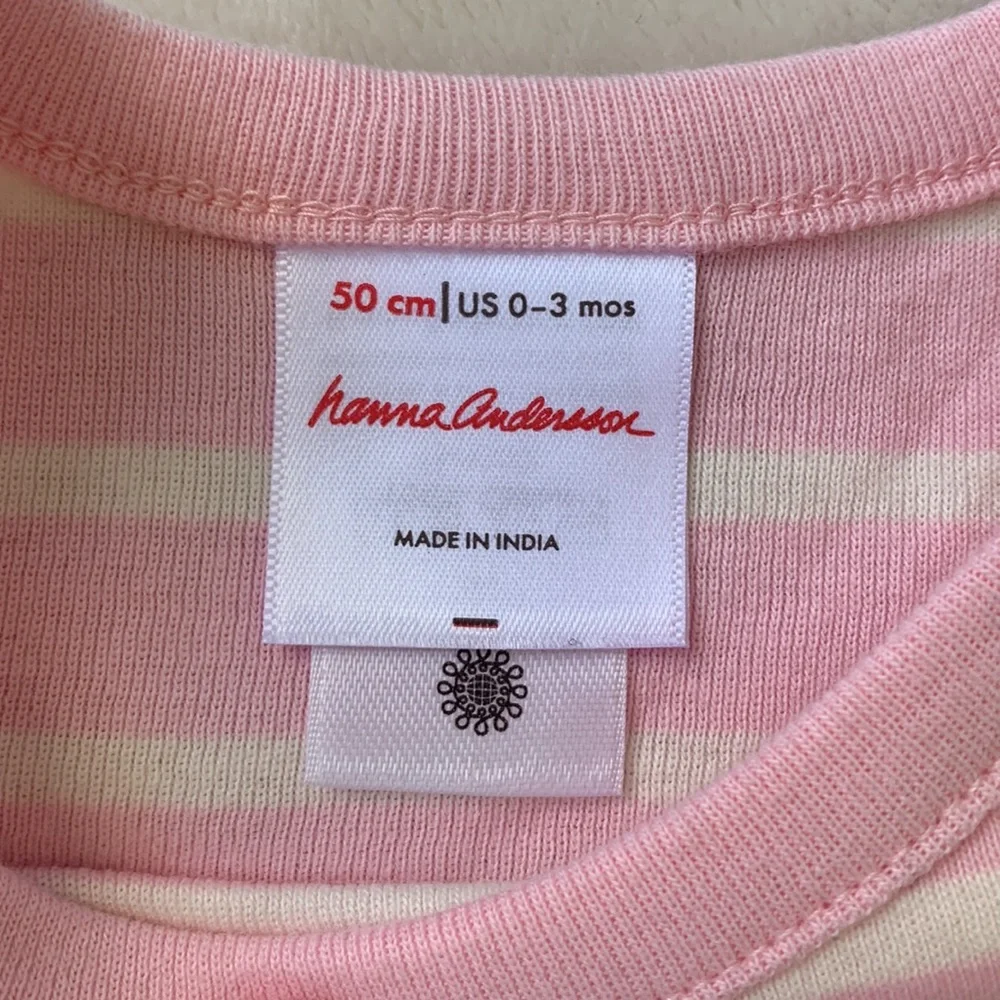 50 cm|US 0–3 mos
hanna Andersson
MADE IN INDIA